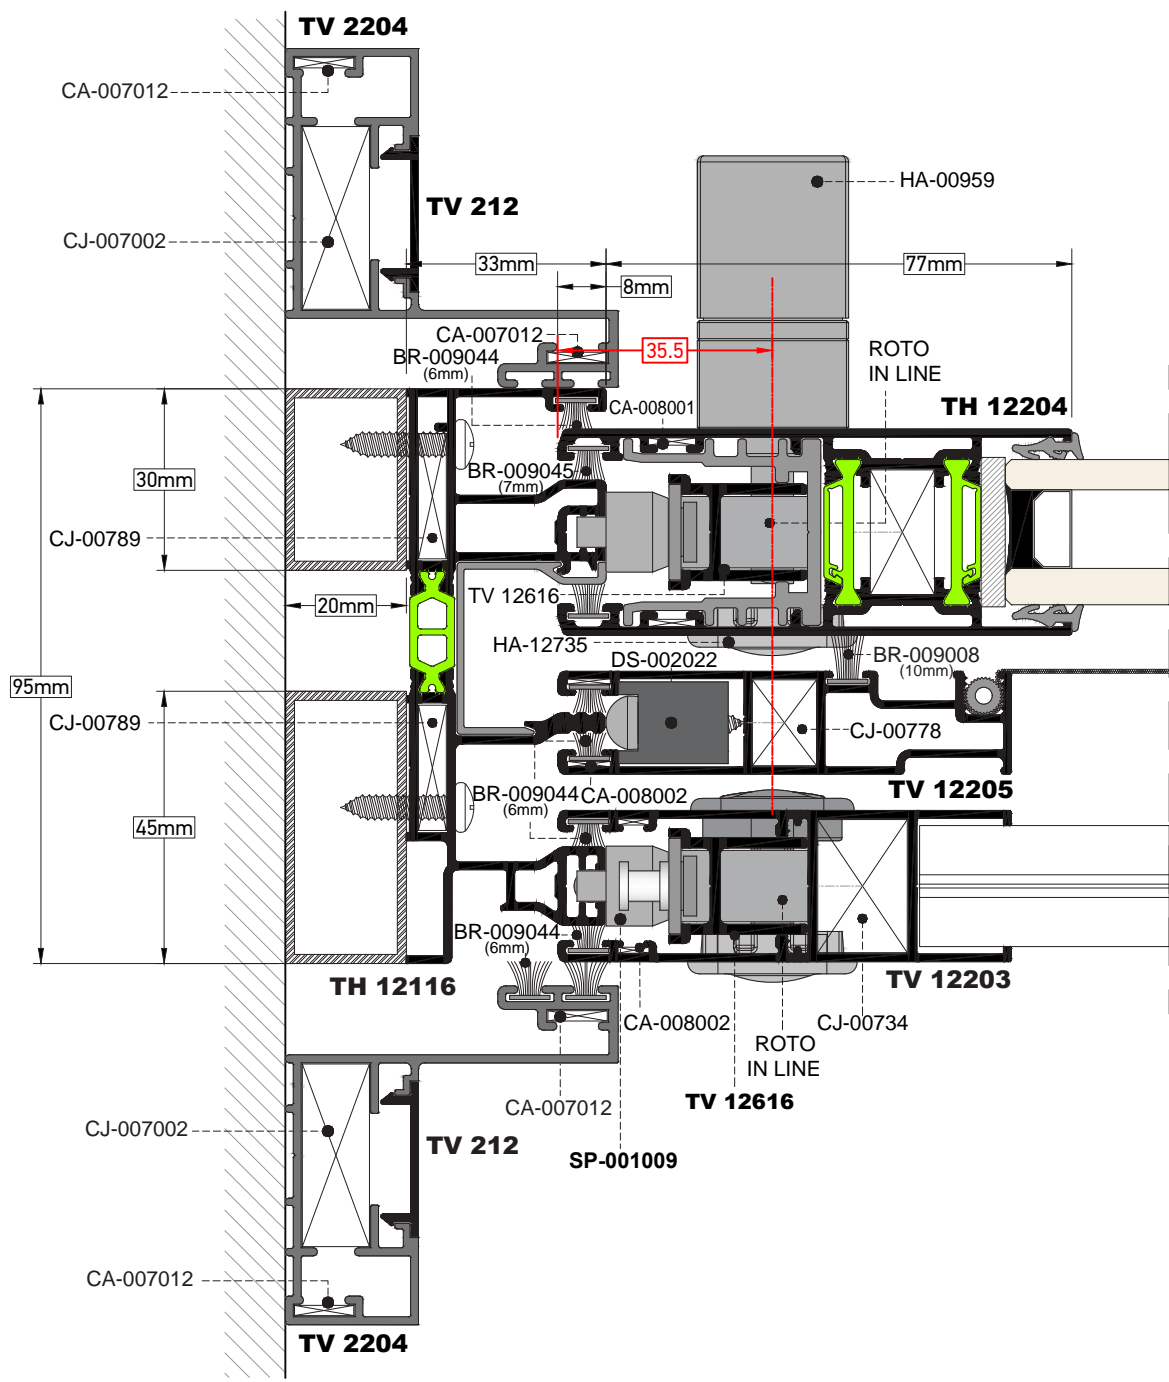 TV 2204
CA-007012
HA-00959
TV 212
CJ-007002
33mm
77mm
8mm
CA-007012
BR-009044
(6mm)
35.5
ROTO
IN LINE
TH 12204
CA-008001
BR-009045
(7mm)
30mm
CJ-00789
TV 12616
20mm
HA-12735
DS-002022
BR-009008
(10mm)
95mm
CJ-00789
CJ-00778
TV 12205
BR-009044
(6mm)
CA-008002
45mm
BR-009044
(6mm)
TH 12116
TV 12203
CA-008002
CJ-00734
ROTO
IN LINE
CA-007012
TV 12616
CJ-007002
TV 212
SP-001009
CA-007012
TV 2204